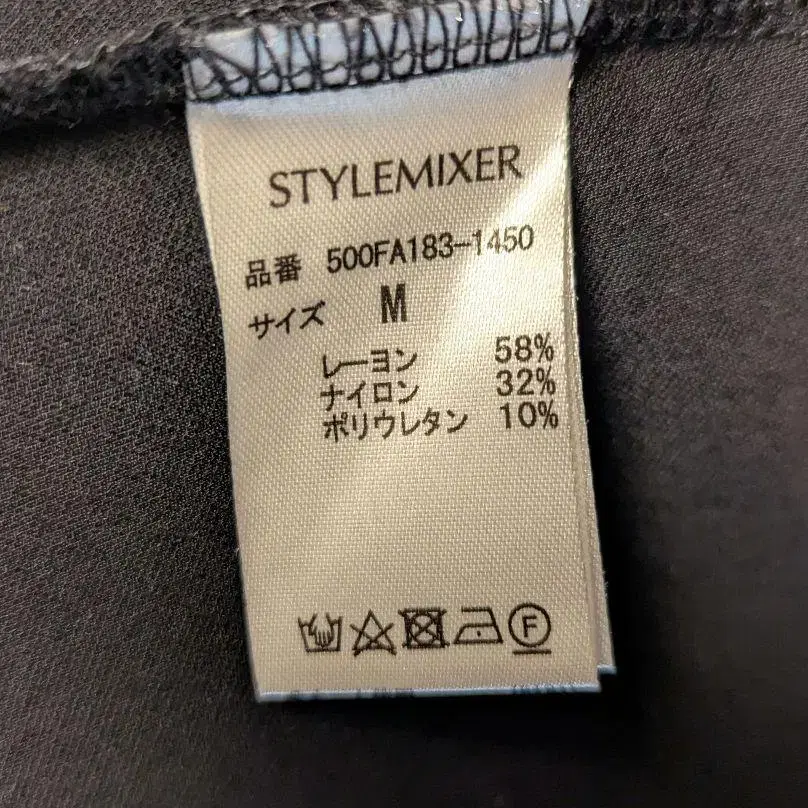 STYLEMIXER
品番 500FA183-1450
サイズ M
レーヨン 58%
ナイロン 32%
ポリウレタン 10%
F